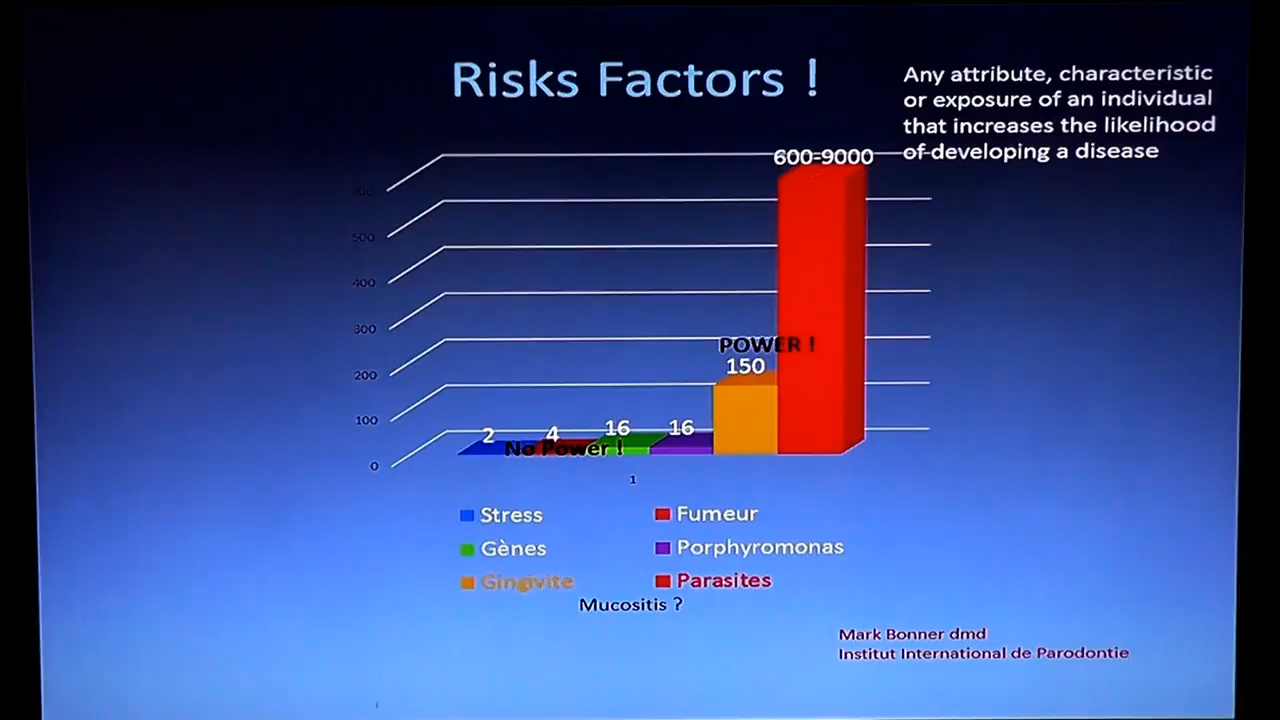 Risks Factors !
Any attribute, characteristic
or exposure of an individual
that increases the likelihood
of developing a disease
600-9000
600
500
400
300
200
100
0
POWER !
150
2
4
16
16
No Power !
1
Stress
Fumeur
Gènes
Porphyromonas
Gingivite
Parasites
Mucositis ?
Mark Bonner dmd
Institut International de Parodontie